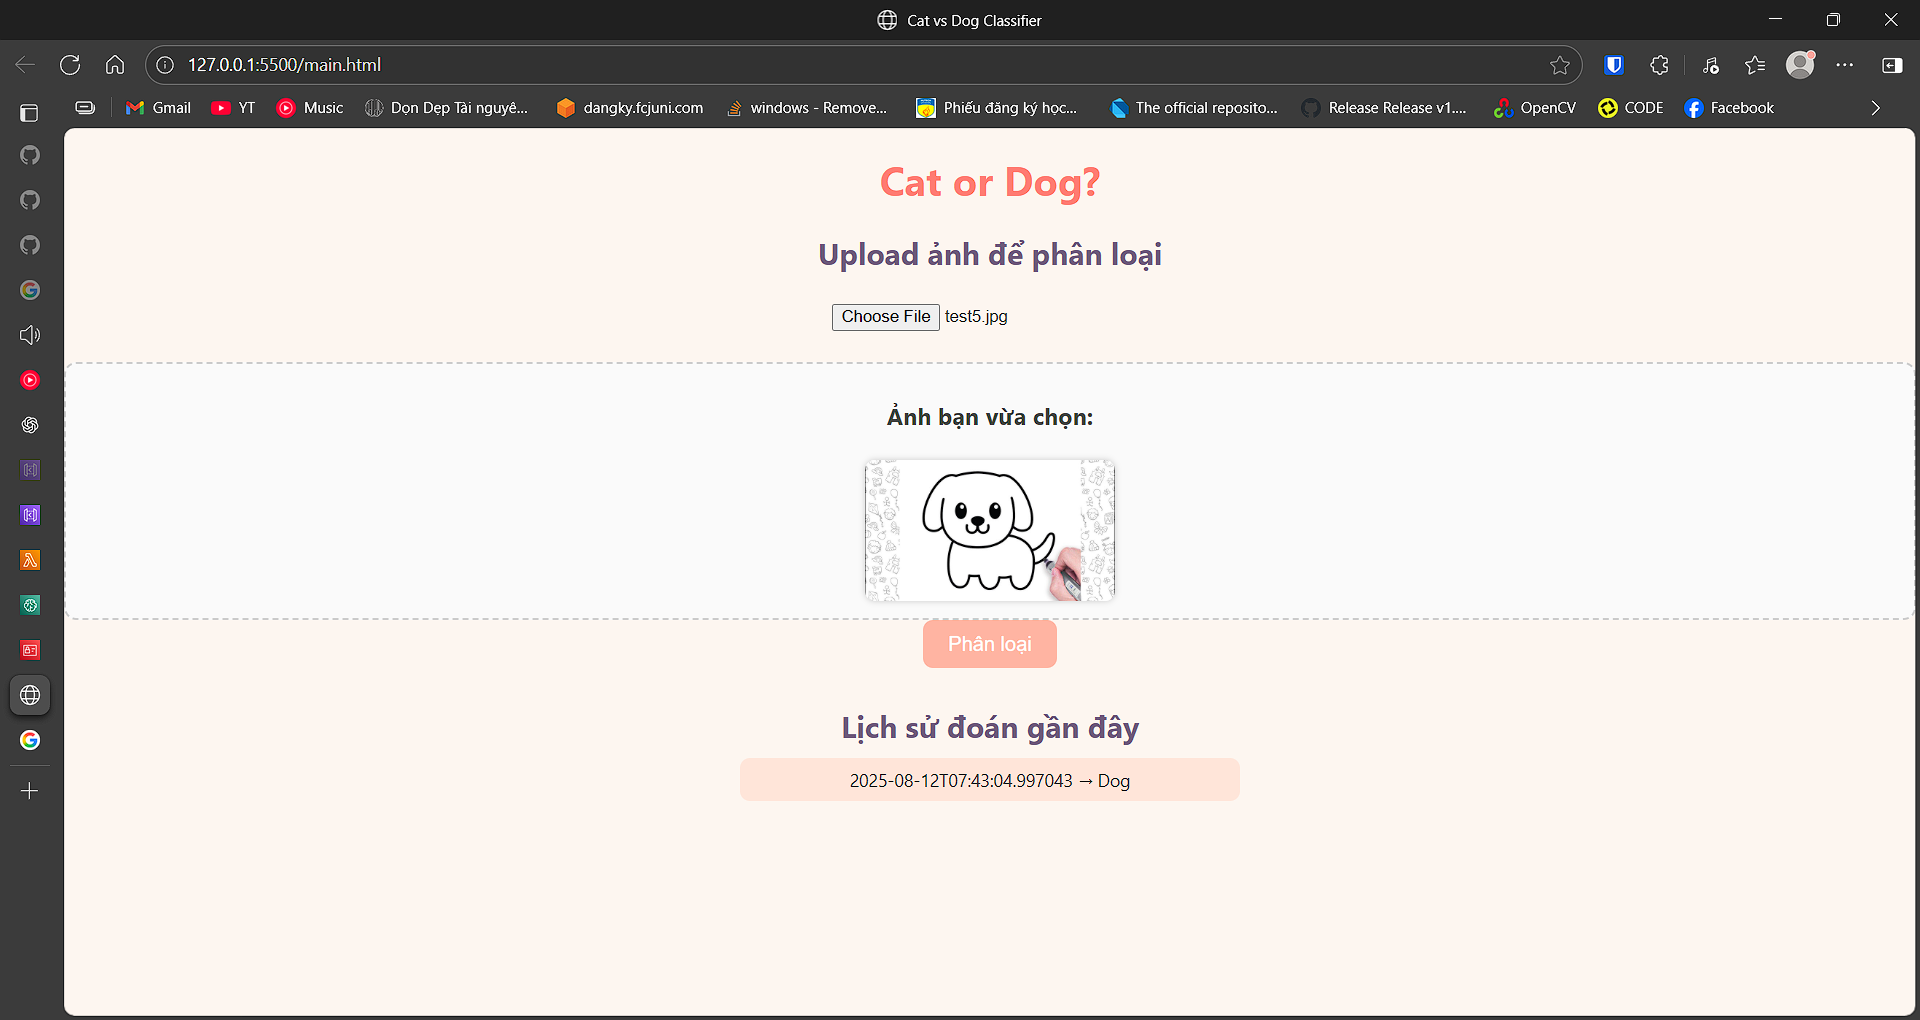 Cat vs Dog Classifier
127.0.0.1:5500/main.html
Gmail
YT
Music
Dọn Dẹp Tài nguyê...
dangky.fcjuni.com
windows - Remove...
Phiếu đăng ký học...
The official reposito...
Release Release v1....
OpenCV
CODE
Facebook
Cat or Dog?
Upload ảnh để phân loại
Choose File test5.jpg
Ảnh bạn vừa chọn:
Phân loại
Lịch sử đoán gần đây
2025-08-12T07:43:04.997043 → Dog